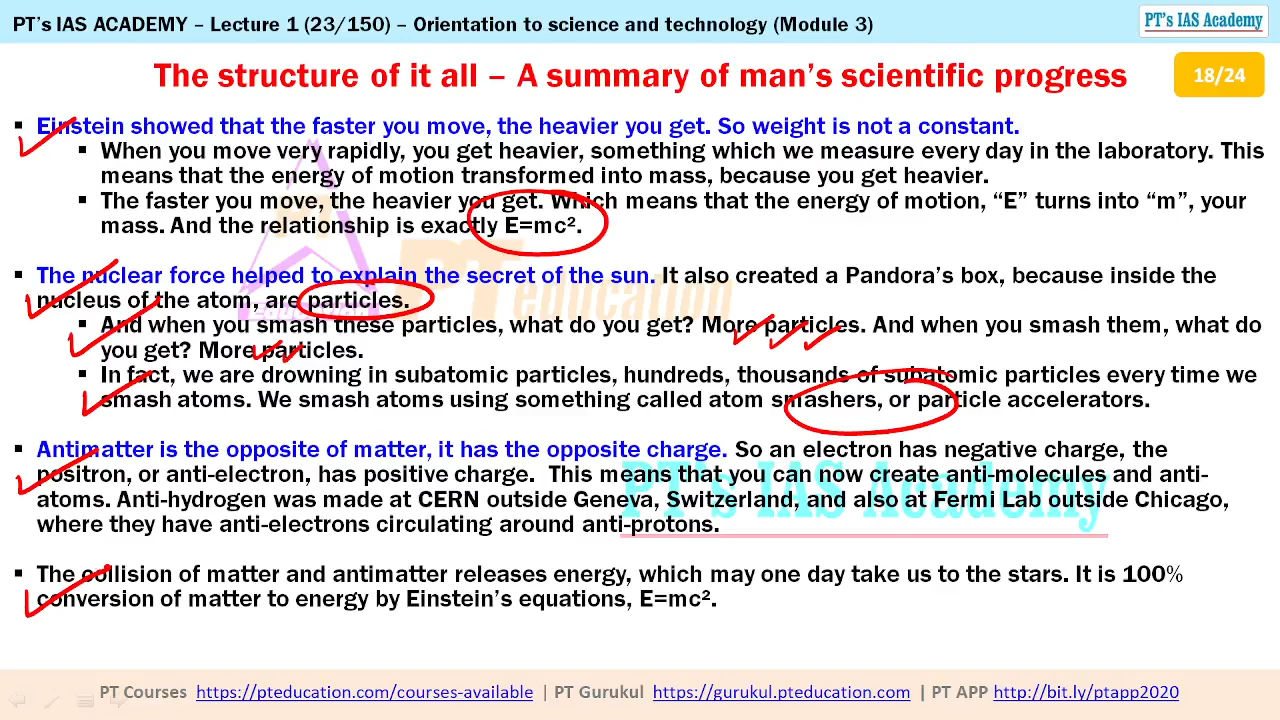 PT's IAS ACADEMY – Lecture 1 (23/150) – Orientation to science and technology (Module 3)
PT's IAS Academy
The structure of it all – A summary of man's scientific progress
18/24
▪ Einstein showed that the faster you move, the heavier you get. So weight is not a constant.
▪ When you move very rapidly, you get heavier, something which we measure every day in the laboratory. This
means that the energy of motion transformed into mass, because you get heavier.
▪ The faster you move, the heavier you get. Which means that the energy of motion, “E” turns into “m”, your
mass. And the relationship is exactly E=mc².
▪ The nuclear force helped to explain the secret of the sun. It also created a Pandora's box, because inside the
nucleus of the atom, are particles.
▪ And when you smash these particles, what do you get? More particles. And when you smash them, what do
you get? More particles.
▪ In fact, we are drowning in subatomic particles, hundreds, thousands of subatomic particles every time we
smash atoms. We smash atoms using something called atom smashers, or particle accelerators.
▪ Antimatter is the opposite of matter, it has the opposite charge. So an electron has negative charge, the
positron, or anti-electron, has positive charge.  This means that you can now create anti-molecules and anti-
atoms. Anti-hydrogen was made at CERN outside Geneva, Switzerland, and also at Fermi Lab outside Chicago,
where they have anti-electrons circulating around anti-protons.
▪ The collision of matter and antimatter releases energy, which may one day take us to the stars. It is 100%
conversion of matter to energy by Einstein's equations, E=mc².
PT education
PT's IAS Academy
PT Courses https://pteducation.com/courses-available | PT Gurukul https://gurukul.pteducation.com | PT APP http://bit.ly/ptapp2020